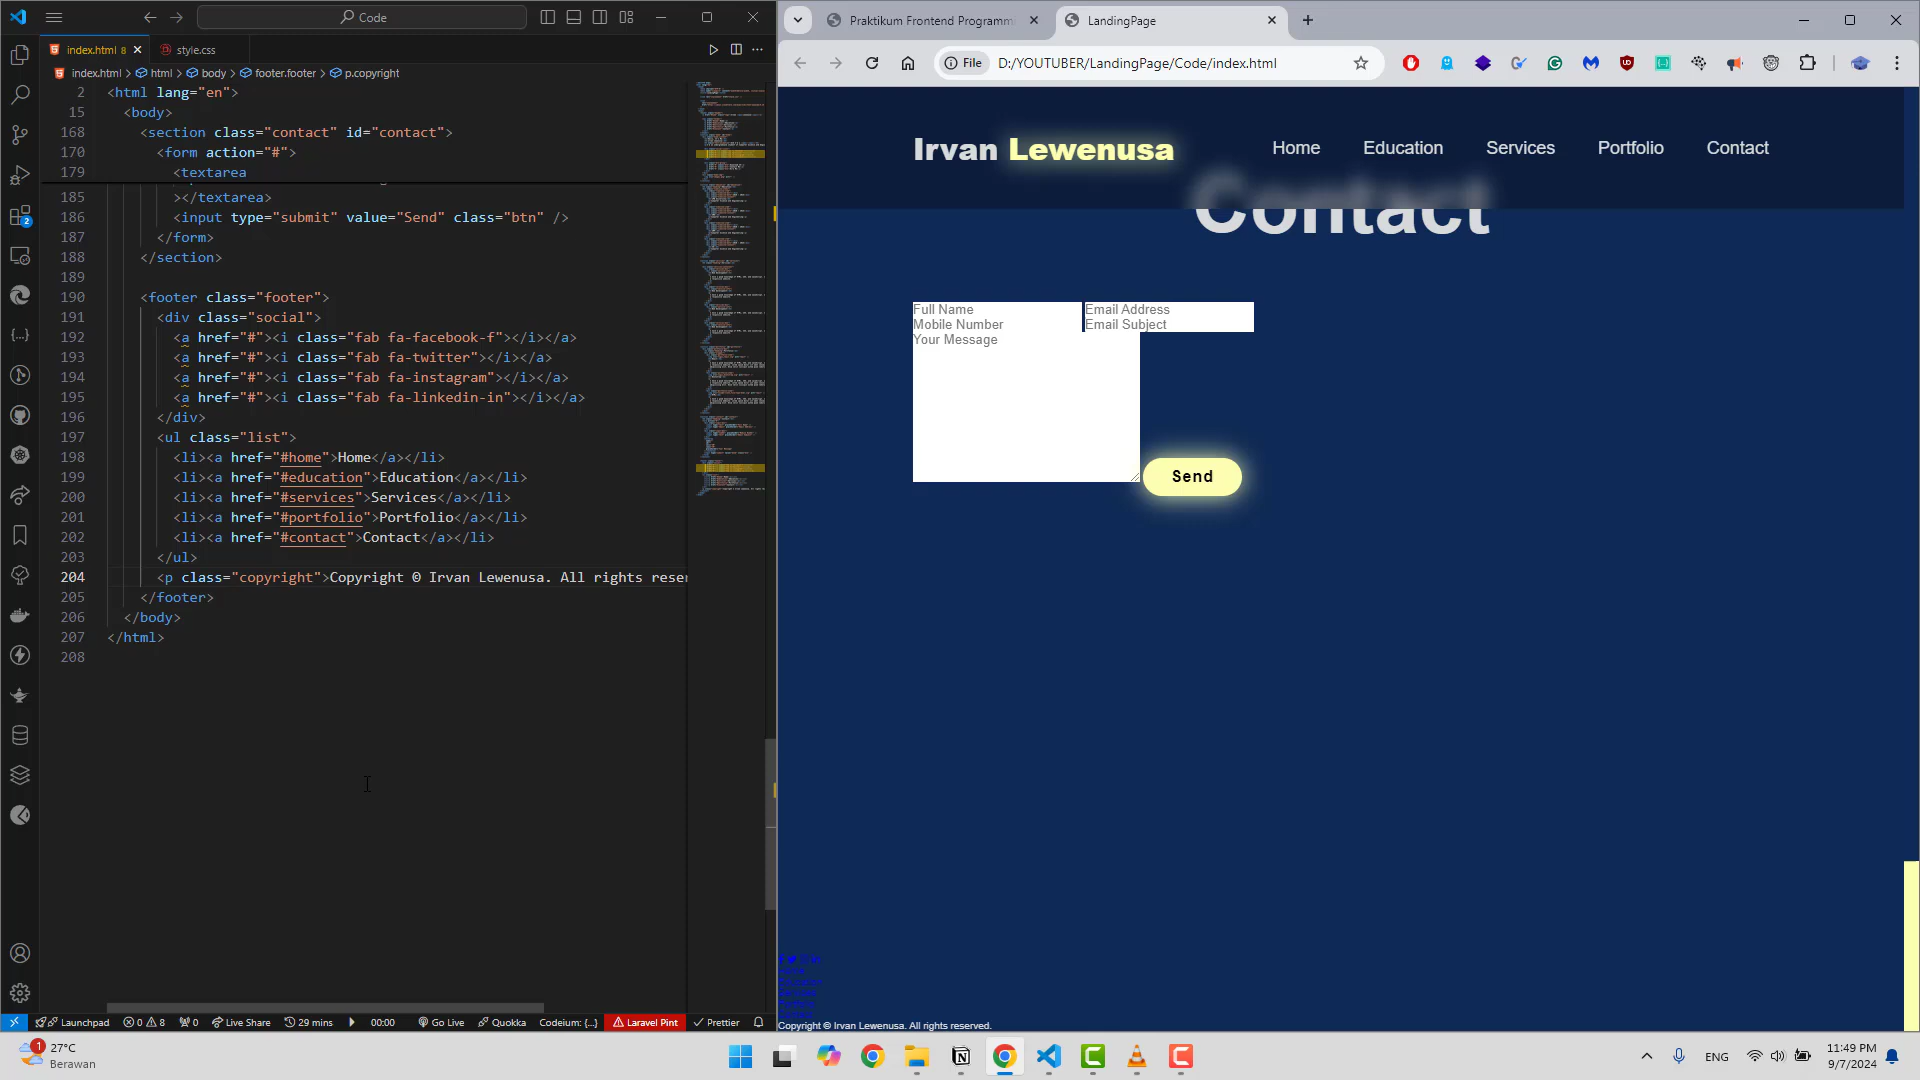 Code
index.html 8
style.css
index.html > html > body > footer.footer > p.copyright
2 <html lang="en">
15 <body>
168 <section class="contact" id="contact">
170 <form action="#">
179 <textarea
185 ></textarea>
186 <input type="submit" value="Send" class="btn" />
187 </form>
188 </section>
189
190 <footer class="footer">
191 <div class="social">
192 <a href="#"><i class="fab fa-facebook-f"></i></a>
193 <a href="#"><i class="fab fa-twitter"></i></a>
194 <a href="#"><i class="fab fa-instagram"></i></a>
195 <a href="#"><i class="fab fa-linkedin-in"></i></a>
196 </div>
197 <ul class="list">
198 <li><a href="#home">Home</a></li>
199 <li><a href="#education">Education</a></li>
200 <li><a href="#services">Services</a></li>
201 <li><a href="#portfolio">Portfolio</a></li>
202 <li><a href="#contact">Contact</a></li>
203 </ul>
204 <p class="copyright">Copyright © Irvan Lewenusa. All rights reser
205 </footer>
206 </body>
207 </html>
208
2
Launchpad 0 8 0 Live Share 29 mins 00:00 Go Live Quokka Codeium: {...} Laravel Pint Prettier
Praktikum Frontend Programm
LandingPage
File D:/YOUTUBER/LandingPage/Code/index.html
Irvan Lewenusa
Home Education Services Portfolio Contact
Contact
Full Name Email Address
Mobile Number Email Subject
Your Message
Send
Copyright © Irvan Lewenusa. All rights reserved.
1
27°C
Berawan
ENG
11:49 PM
9/7/2024